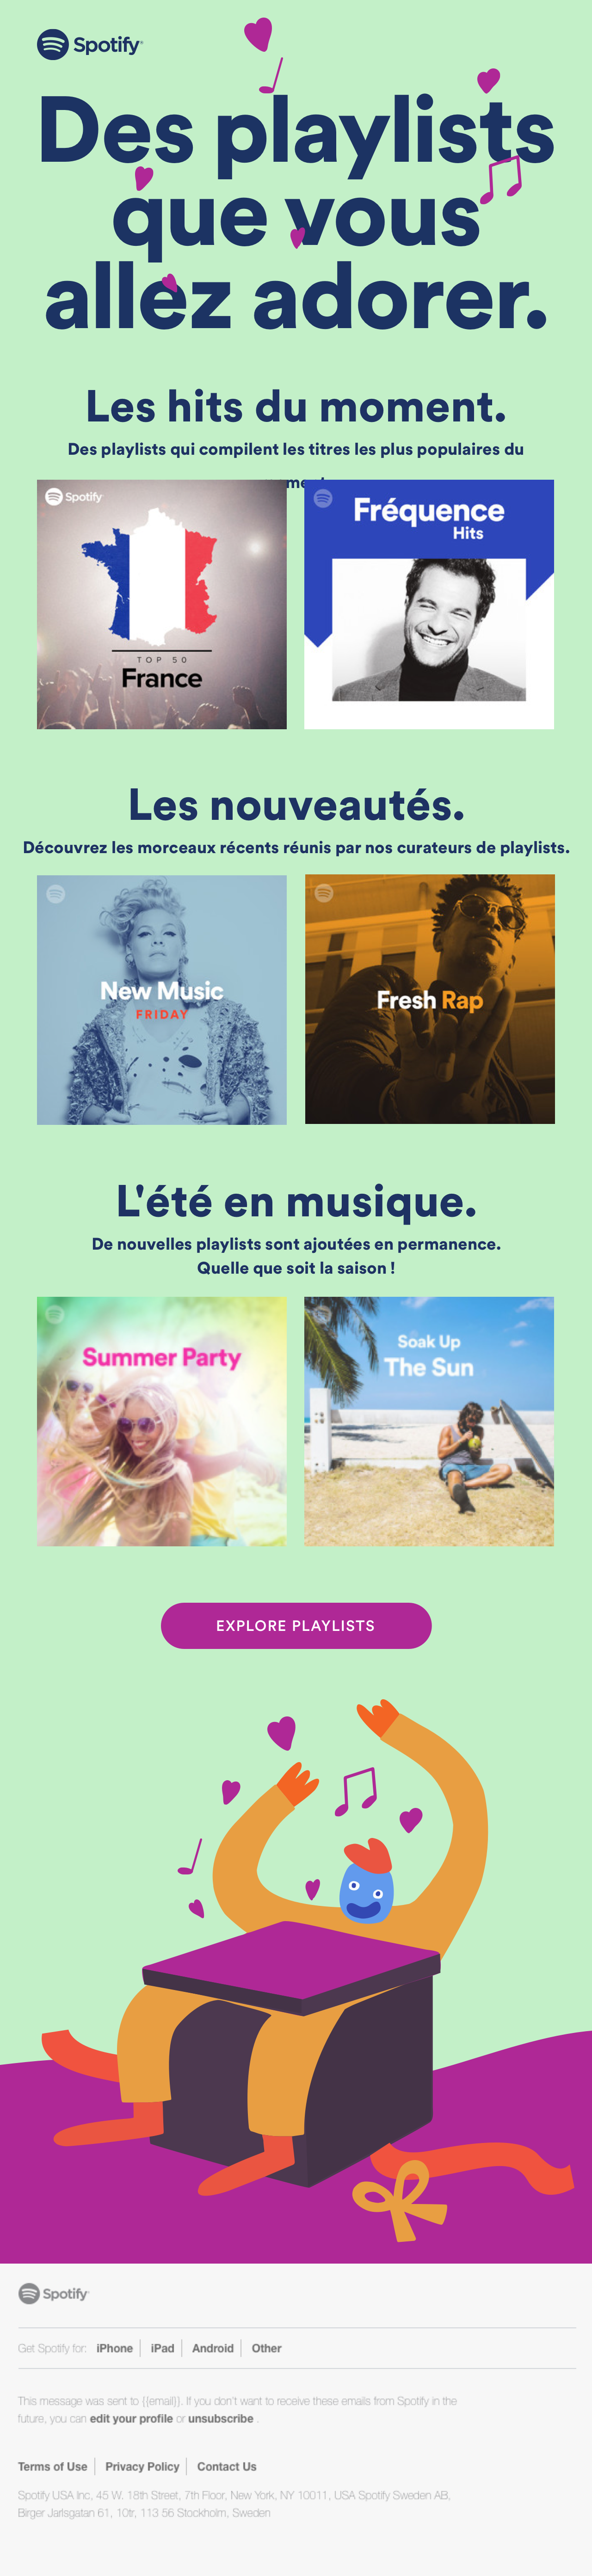 Spotify
Des playlists
que vous
allez adorer.
Les hits du moment.
Des playlists qui compilent les titres les plus populaires du
Spotify
TOP 50
France
Fréquence
Hits
Les nouveautés.
Découvrez les morceaux récents réunis par nos curateurs de playlists.
New Music
FRIDAY
Fresh Rap
L'été en musique.
De nouvelles playlists sont ajoutées en permanence.
Quelle que soit la saison !
Summer Party
Soak Up
The Sun
EXPLORE PLAYLISTS
Spotify
Get Spotify for: iPhone iPad Android Other
This message was sent to {{email}}. If you don't want to receive these emails from Spotify in the
future, you can edit your profile or unsubscribe .
Terms of Use Privacy Policy Contact Us
Spotify USA Inc, 45 W. 18th Street, 7th Floor, New York, NY 10011, USA Spotify Sweden AB,
Birger Jarlsgatan 61, 10tr, 113 56 Stockholm, Sweden